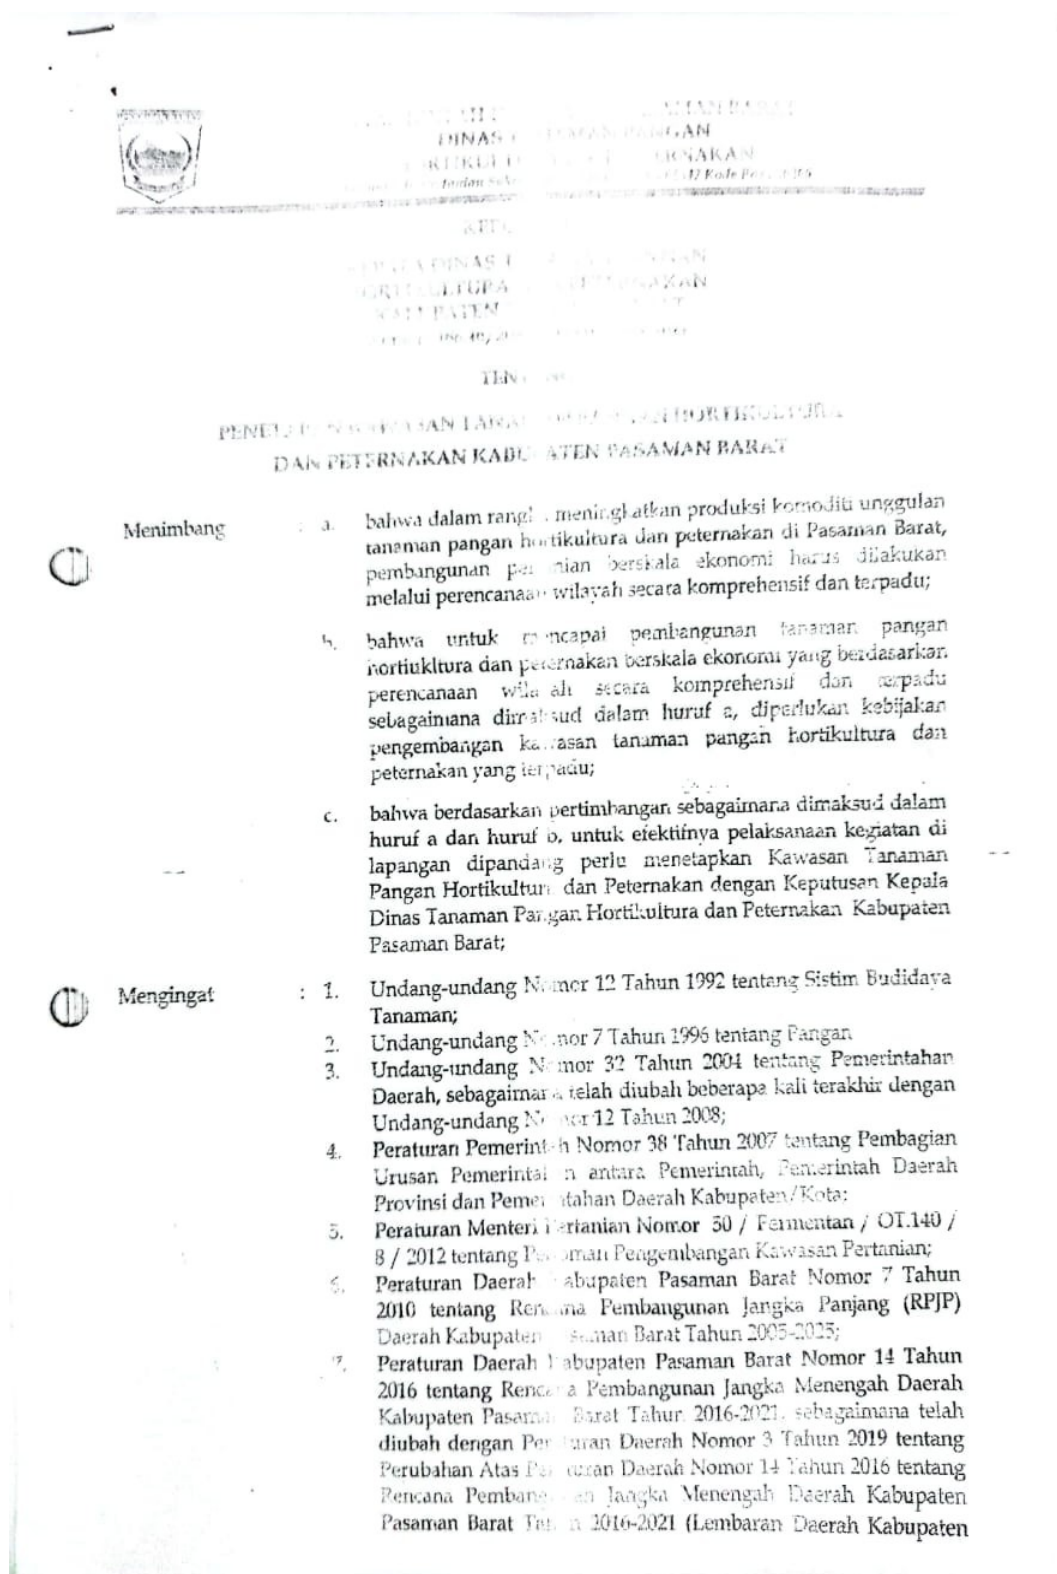 DINAS PANGAN
Kode
DINAS
TENTANG
HORTIKULTURA
DAN PETERNAKAN KABUPATEN PASAMAN BARAT
Menimbang : a. bahwa dalam meningkatkan produksi komoditi unggulan
tanaman pangan hortikultura dan peternakan di Pasaman Barat,
pembangunan berskala ekonomi harus dilakukan
melalui perencanaan wilayah secara komprehensif dan terpadu;
b. bahwa untuk mencapai pembangunan tanaman pangan
hortiukltura dan peternakan berskala ekonomi yang berdasarkan
perencanaan wilayah secara komprehensif dan terpadu
sebagaimana dimaksud dalam huruf a, diperlukan kebijakan
pengembangan kawasan tanaman pangan hortikultura dan
peternakan yang terpadu;
c. bahwa berdasarkan pertimbangan sebagaimana dimaksud dalam
huruf a dan huruf b, untuk efektifnya pelaksanaan kegiatan di
lapangan dipandang perlu menetapkan Kawasan Tanaman
Pangan Hortikultura dan Peternakan dengan Keputusan Kepala
Dinas Tanaman Pangan Hortikultura dan Peternakan Kabupaten
Pasaman Barat;
Mengingat : 1. Undang-undang Nomor 12 Tahun 1992 tentang Sistim Budidaya
Tanaman;
2. Undang-undang Nomor 7 Tahun 1996 tentang Pangan
3. Undang-undang Nomor 32 Tahun 2004 tentang Pemerintahan
Daerah, sebagaimana telah diubah beberapa kali terakhir dengan
Undang-undang Nomor 12 Tahun 2008;
4. Peraturan Pemerintah Nomor 38 Tahun 2007 tentang Pembagian
Urusan Pemerintahan antara Pemerintah, Pemerintah Daerah
Provinsi dan Pemerintahan Daerah Kabupaten/Kota;
5. Peraturan Menteri Pertanian Nomor 50 / Permentan / OT.140 /
8 / 2012 tentang Pedoman Pengembangan Kawasan Pertanian;
6. Peraturan Daerah Kabupaten Pasaman Barat Nomor 7 Tahun
2010 tentang Rencana Pembangunan Jangka Panjang (RPJP)
Daerah Kabupaten Pasaman Barat Tahun 2005-2025;
7. Peraturan Daerah Kabupaten Pasaman Barat Nomor 14 Tahun
2016 tentang Rencana Pembangunan Jangka Menengah Daerah
Kabupaten Pasaman Barat Tahun 2016-2021, sebagaimana telah
diubah dengan Peraturan Daerah Nomor 3 Tahun 2019 tentang
Perubahan Atas Peraturan Daerah Nomor 14 Tahun 2016 tentang
Rencana Pembangunan Jangka Menengah Daerah Kabupaten
Pasaman Barat Tahun 2016-2021 (Lembaran Daerah Kabupaten